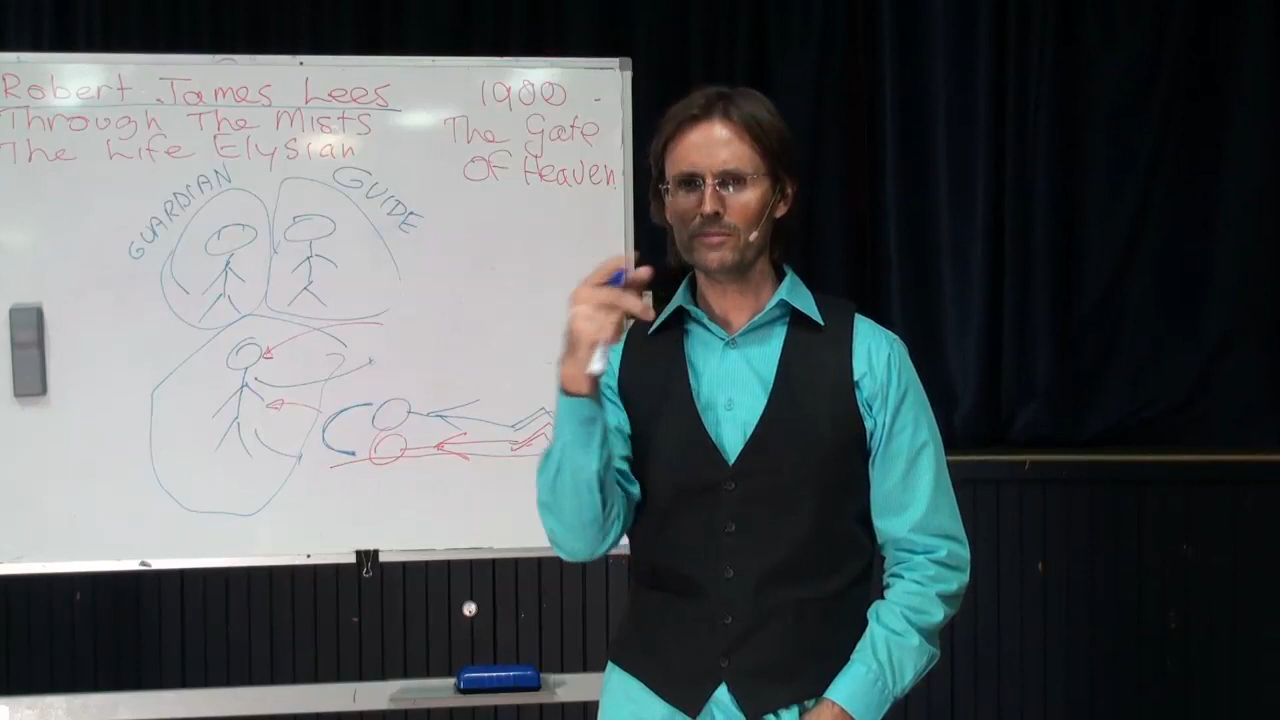 Robert James Lees
Through The Mists
The Life Elysian
1900 -
The Gate
Of Heaven
GUARDIAN
GUIDE